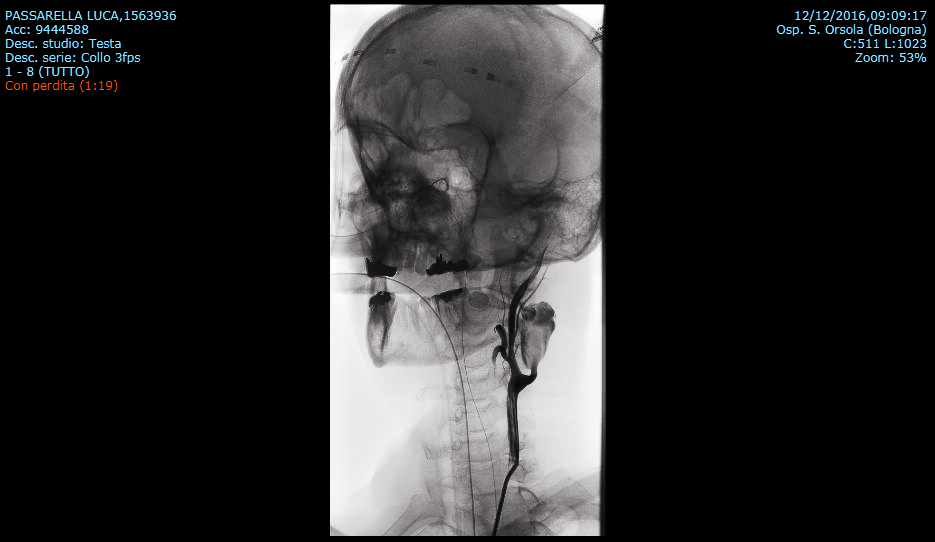 PASSARELLA LUCA,1563936
Acc: 9444588
Desc. studio: Testa
Desc. serie: Collo 3fps
1 - 8 (TUTTO)
Con perdita (1:19)
12/12/2016,09:09:17
Osp. S. Orsola (Bologna)
C:511 L:1023
Zoom: 53%